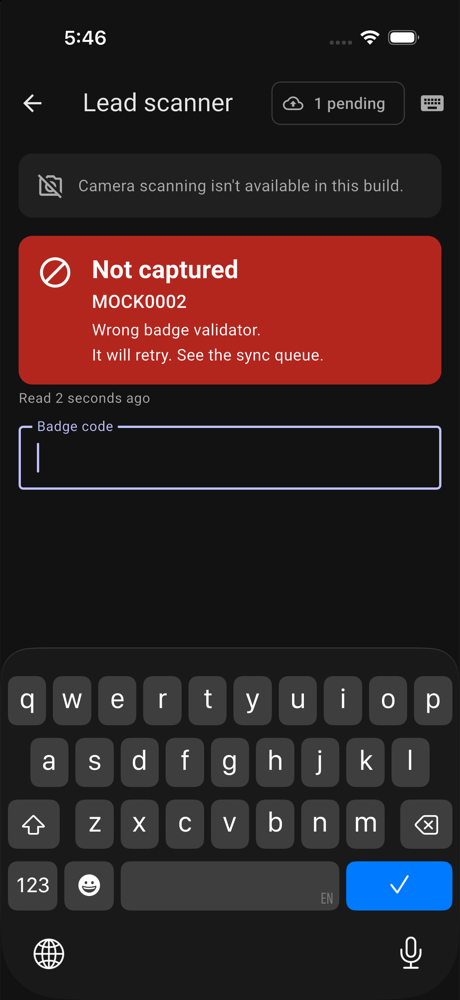 5:46
Lead scanner
1 pending
Camera scanning isn't available in this build.
Not captured
MOCK0002
Wrong badge validator.
It will retry. See the sync queue.
Read 2 seconds ago
Badge code
q w e r t y u i o p
a s d f g h j k l
z x c v b n m
123
EN